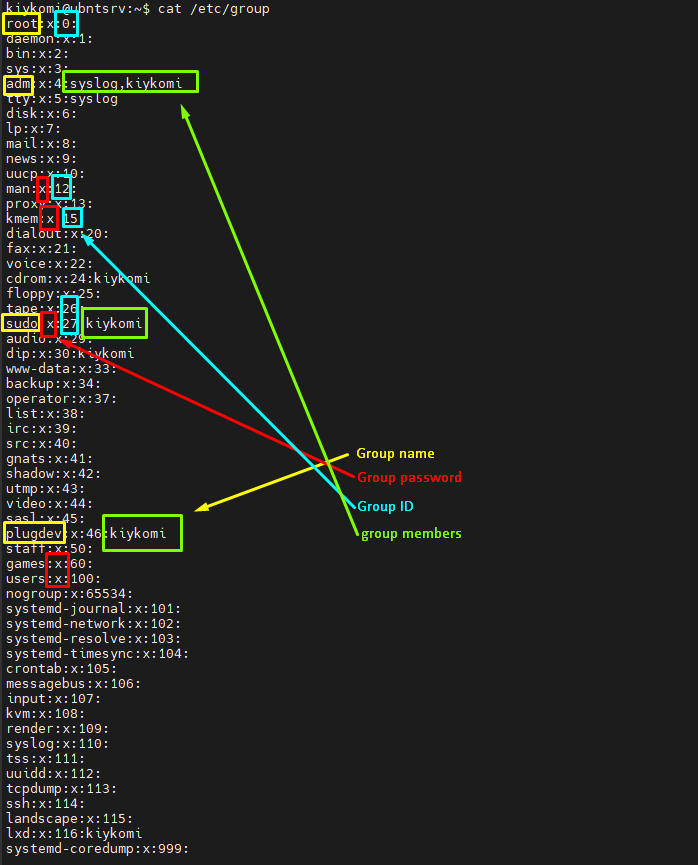 kiykomi@ubntsrv:~$ cat /etc/group
root:x:0:
daemon:x:1:
bin:x:2:
sys:x:3:
adm:x:4:syslog,kiykomi
tty:x:5:syslog
disk:x:6:
lp:x:7:
mail:x:8:
news:x:9:
uucp:x:10:
man:x:12:
proxy:x:13:
kmem:x:15:
dialout:x:20:
fax:x:21:
voice:x:22:
cdrom:x:24:kiykomi
floppy:x:25:
tape:x:26:
sudo:x:27:kiykomi
audio:x:29:
dip:x:30:kiykomi
www-data:x:33:
backup:x:34:
operator:x:37:
list:x:38:
irc:x:39:
src:x:40:
gnats:x:41:
shadow:x:42:
utmp:x:43:
video:x:44:
sasl:x:45:
plugdev:x:46:kiykomi
staff:x:50:
games:x:60:
users:x:100:
nogroup:x:65534:
systemd-journal:x:101:
systemd-network:x:102:
systemd-resolve:x:103:
systemd-timesync:x:104:
crontab:x:105:
messagebus:x:106:
input:x:107:
kvm:x:108:
render:x:109:
syslog:x:110:
tss:x:111:
uuidd:x:112:
tcpdump:x:113:
ssh:x:114:
landscape:x:115:
lxd:x:116:kiykomi
systemd-coredump:x:999:
Group name
Group password
Group ID
group members